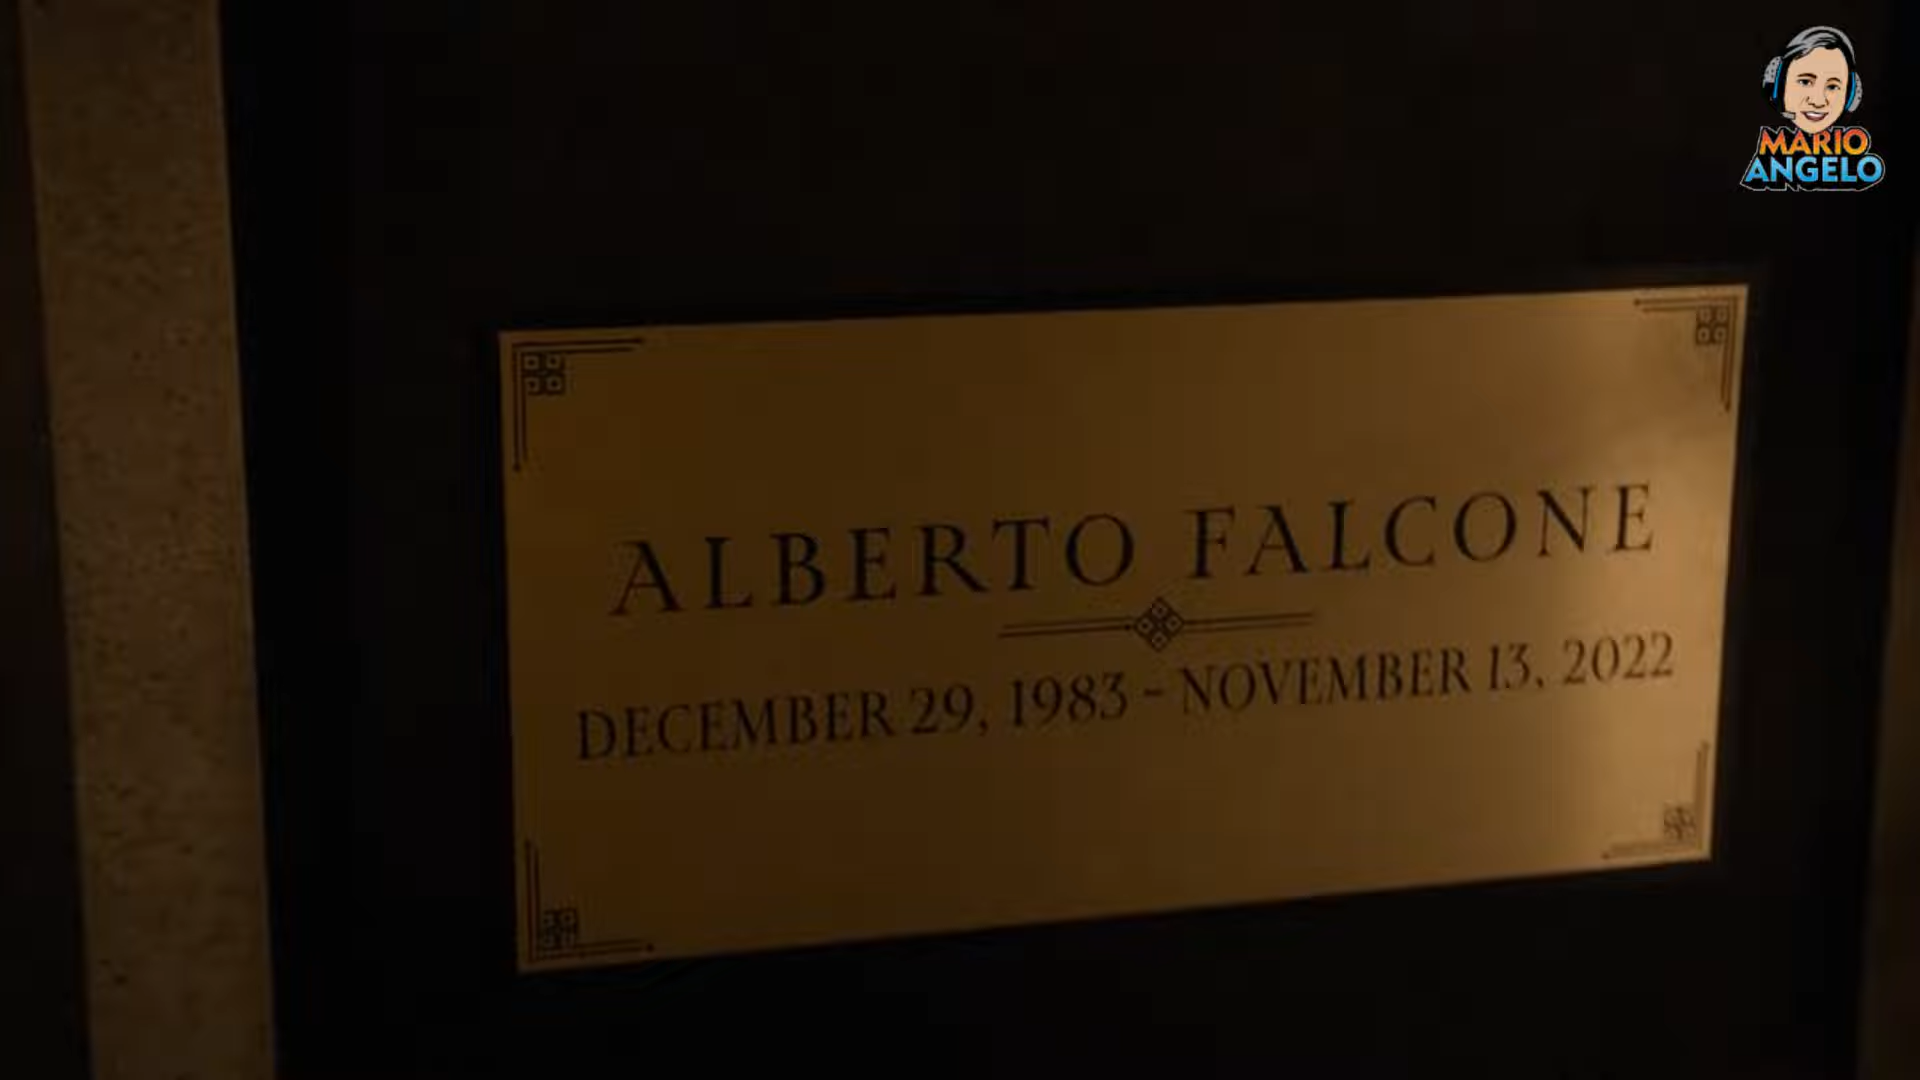 MARIO
ANGELO
ALBERTO FALCONE
DECEMBER 29, 1983 - NOVEMBER 13, 2022